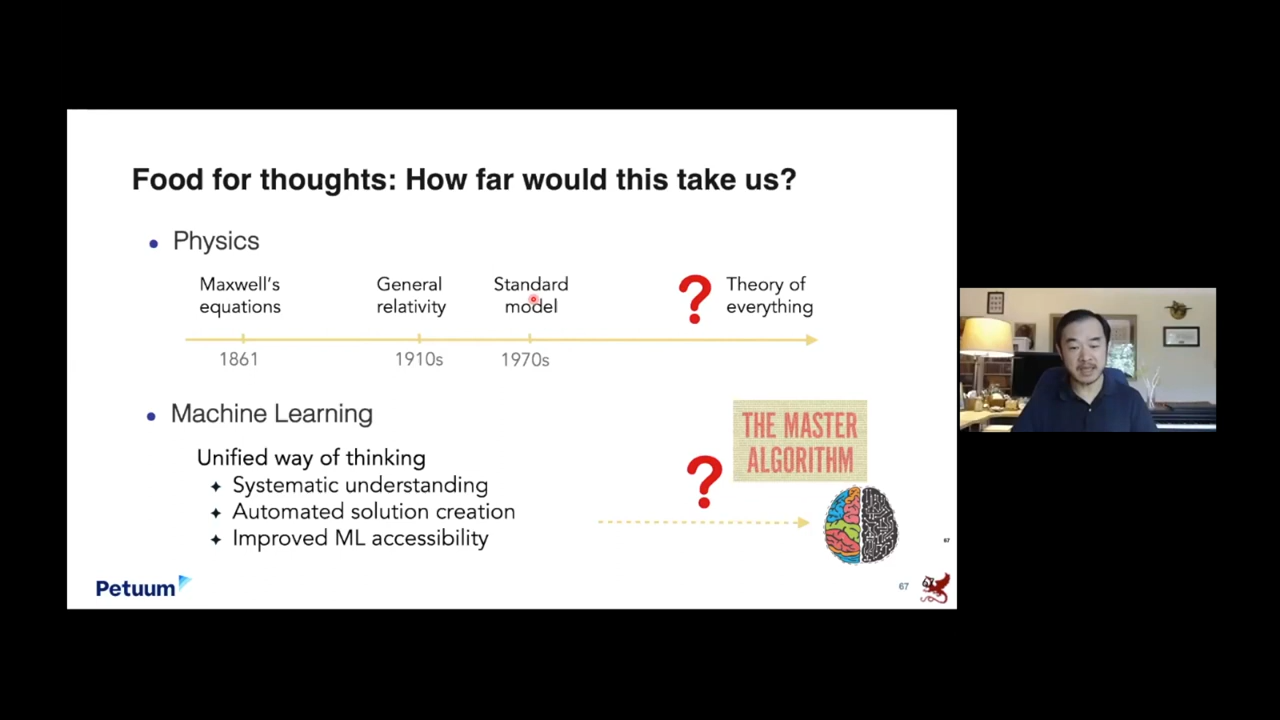 Food for thoughts: How far would this take us?
• Physics
Maxwell's
equations
General
relativity
Standard
model
?
Theory of
everything
1861
1910s
1970s
• Machine Learning
Unified way of thinking
✦ Systematic understanding
✦ Automated solution creation
✦ Improved ML accessibility
?
THE MASTER
ALGORITHM
67
Petuum
67